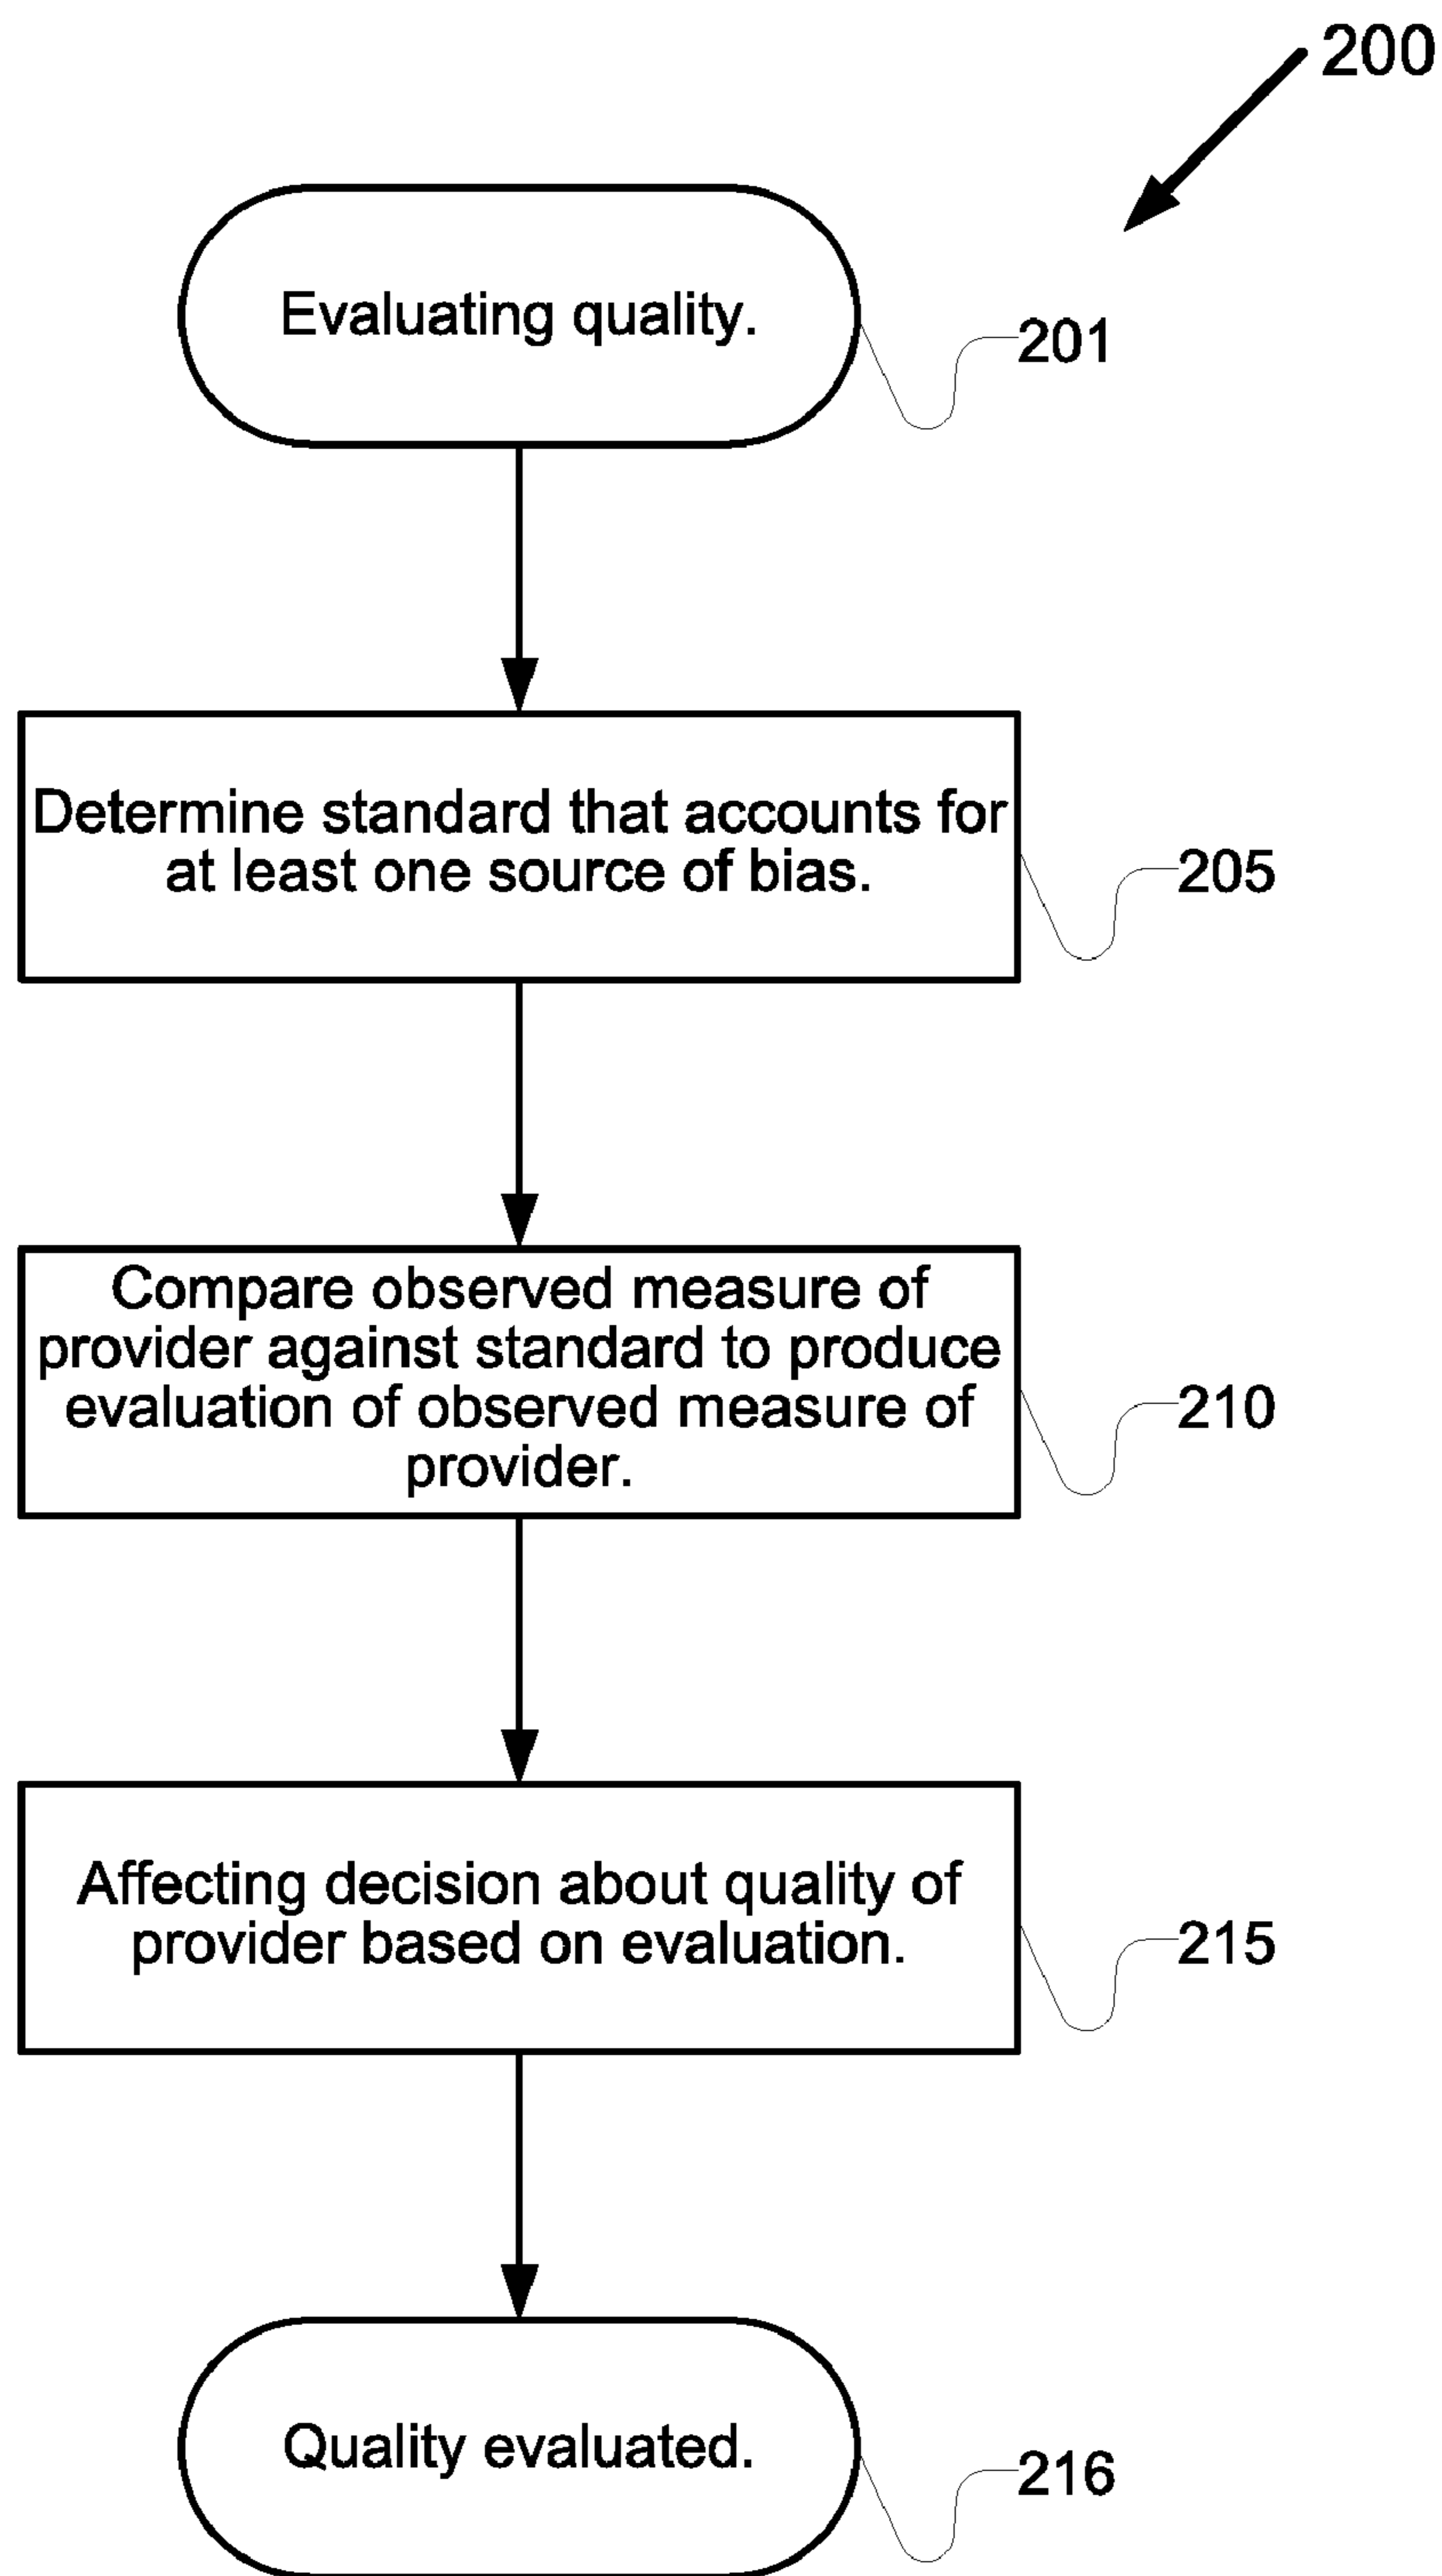 200
Evaluating quality.
201
Determine standard that accounts for
at least one source of bias.
205
Compare observed measure of
provider against standard to produce
evaluation of observed measure of
provider.
210
Affecting decision about quality of
provider based on evaluation.
215
Quality evaluated.
216